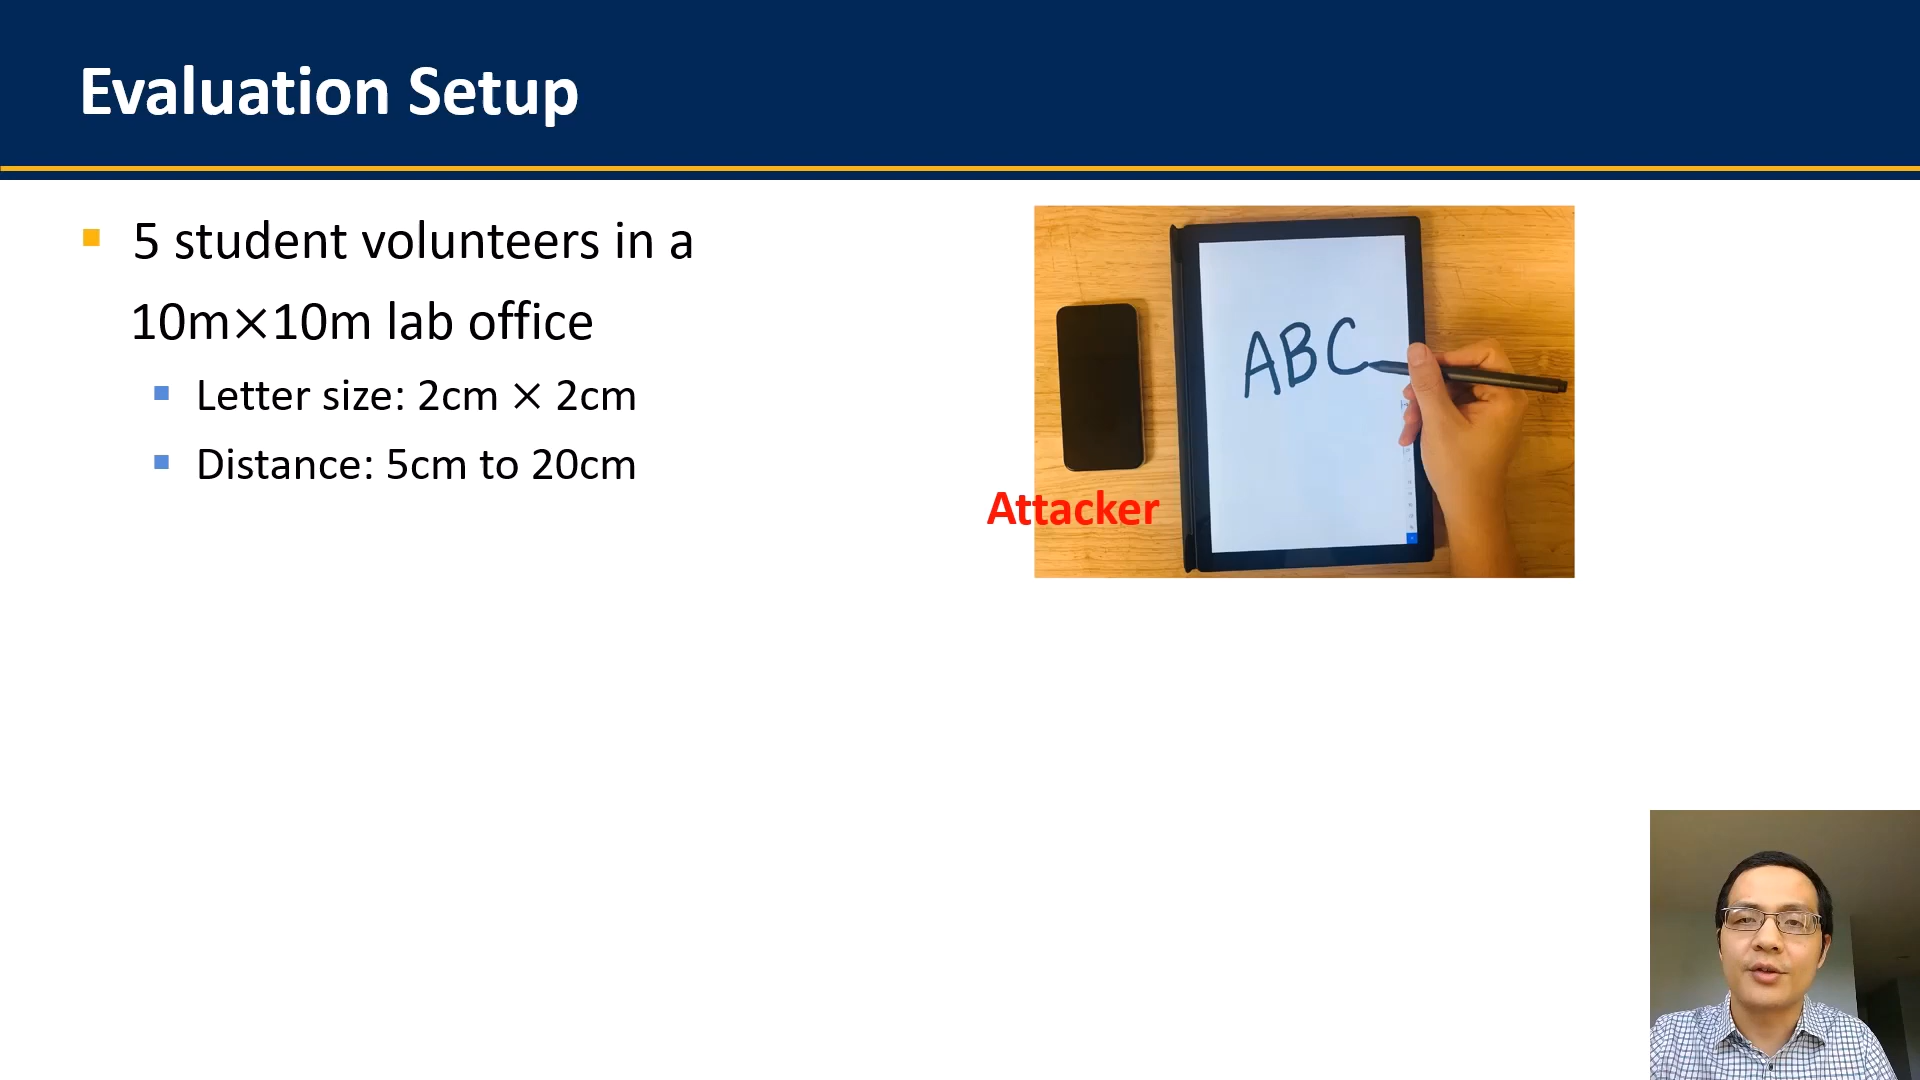 Evaluation Setup
5 student volunteers in a
10m×10m lab office
Letter size: 2cm × 2cm
Distance: 5cm to 20cm
ABC
Attacker